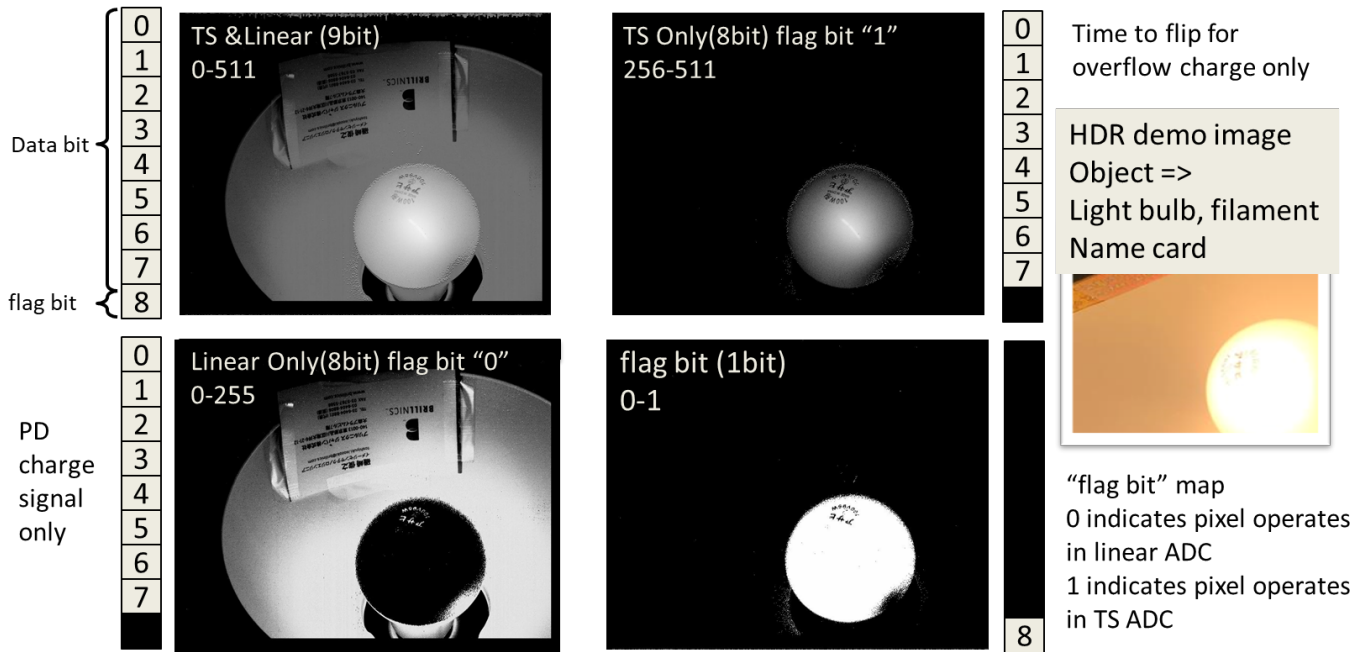 0
1
2
3
4
5
6
7
8
Data bit
flag bit
TS &Linear (9bit)
0-511
BRILLNICS
TS Only(8bit) flag bit “1”
256-511
0
1
2
3
4
5
6
7
Time to flip for
overflow charge only
HDR demo image
Object =>
Light bulb, filament
Name card
0
1
2
3
4
5
6
7
PD
charge
signal
only
Linear Only(8bit) flag bit “0”
0-255
BRILLNICS
flag bit (1bit)
0-1
8
“flag bit” map
0 indicates pixel operates
in linear ADC
1 indicates pixel operates
in TS ADC